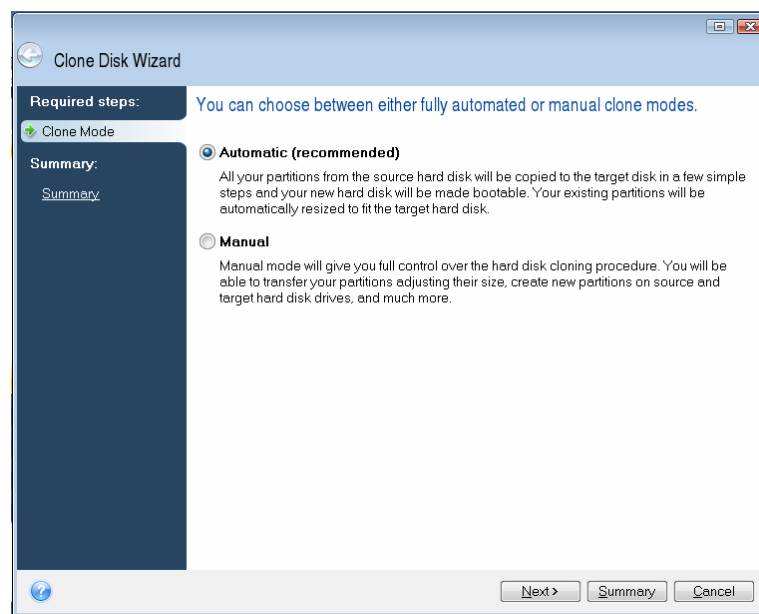 Clone Disk Wizard
Required steps:
Clone Mode
Summary:
Summary
You can choose between either fully automated or manual clone modes.
Automatic (recommended)
All your partitions from the source hard disk will be copied to the target disk in a few simple
steps and your new hard disk will be made bootable. Your existing partitions will be
automatically resized to fit the target hard disk.
Manual
Manual mode will give you full control over the hard disk cloning procedure. You will be
able to transfer your partitions adjusting their size, create new partitions on source and
target hard disk drives, and much more.
?
Next >
Summary
Cancel